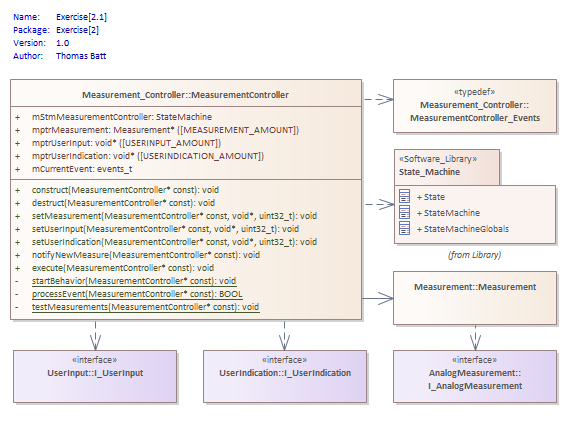 Name: Exercise[2.1]
Package: Exercise[2]
Version: 1.0
Author: Thomas Batt
Measurement_Controller::MeasurementController
+ mStmMeasurementController: StateMachine
+ mptrMeasurement: Measurement* ([MEASUREMENT_AMOUNT])
+ mptrUserInput: void* ([USERINPUT_AMOUNT])
+ mptrUserIndication: void* ([USERINDICATION_AMOUNT])
+ mCurrentEvent: events_t
+ construct(MeasurementController* const): void
+ destruct(MeasurementController* const): void
+ setMeasurement(MeasurementController* const, void*, uint32_t): void
+ setUserInput(MeasurementController* const, void*, uint32_t): void
+ setUserIndication(MeasurementController* const, void*, uint32_t): void
+ notifyNewMeasure(MeasurementController* const): void
+ execute(MeasurementController* const): void
- startBehavior(MeasurementController* const): void
- processEvent(MeasurementController* const): BOOL
- testMeasurements(MeasurementController* const): void
«typedef»
Measurement_Controller::
MeasurementController_Events
«Software_Library»
State_Machine
+ State
+ StateMachine
+ StateMachineGlobals
(from Library)
Measurement::Measurement
«interface»
UserInput::I_UserInput
«interface»
UserIndication::I_UserIndication
«interface»
AnalogMeasurement::
I_AnalogMeasurement